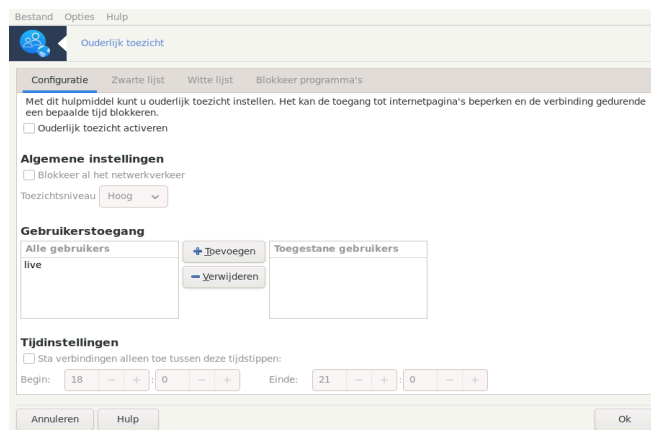 Bestand Opties Hulp
Ouderlijk toezicht
Configuratie Zwarte lijst Witte lijst Blokkeer programma's
Met dit hulpmiddel kunt u ouderlijk toezicht instellen. Het kan de toegang tot internetpagina's beperken en de verbinding gedurende
een bepaalde tijd blokkeren.
Ouderlijk toezicht activeren
Algemene instellingen
Blokkeer al het netwerkverkeer
Toezichtsniveau Hoog
Gebruikerstoegang
Alle gebruikers Toevoegen Toegestane gebruikers
live
Verwijderen
Tijdinstellingen
Sta verbindingen alleen toe tussen deze tijdstippen:
Begin: 18 − + : 0 − + Einde: 21 − + : 0 − +
Annuleren Hulp Ok